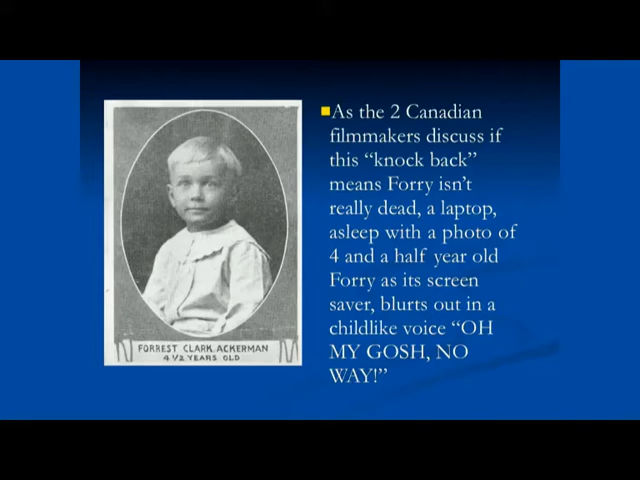 As the 2 Canadian
filmmakers discuss if
this “knock back”
means Forry isn’t
really dead, a laptop,
asleep with a photo of
4 and a half year old
Forry as its screen
saver, blurts out in a
childlike voice “OH
MY GOSH, NO
WAY!”
FORREST CLARK ACKERMAN
4 1/2 YEARS OLD